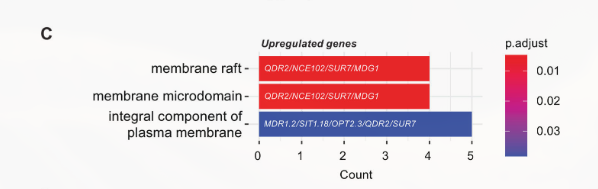 C
Upregulated genes
p.adjust
membrane raft
QDR2/NCE102/SUR7/MDG1
0.01
membrane microdomain
QDR2/NCE102/SUR7/MDG1
0.02
integral component of
plasma membrane
MDR1.2/SIT1.18/OPT2.3/QDR2/SUR7
0.03
0 1 2 3 4 5
Count